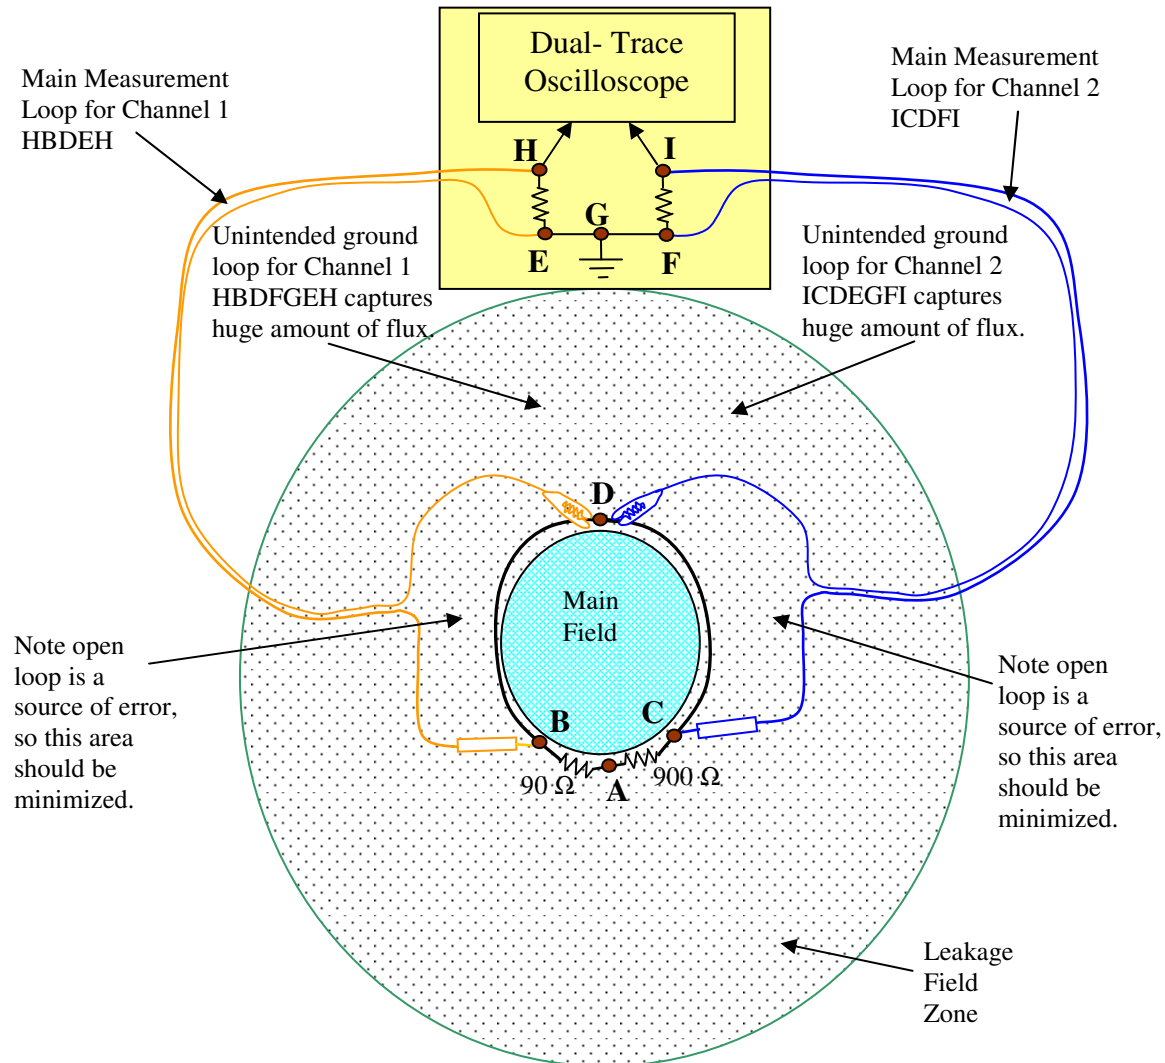 Dual- Trace
Oscilloscope
Main Measurement
Loop for Channel 1
HBDEH
Main Measurement
Loop for Channel 2
ICDFI
H
I
G
E
F
Unintended ground
loop for Channel 1
HBDFGEH captures
huge amount of flux.
Unintended ground
loop for Channel 2
ICDEGFI captures
huge amount of flux.
D
Main
Field
Note open
loop is a
source of error,
so this area
should be
minimized.
Note open
loop is a
source of error,
so this area
should be
minimized.
B
C
90 Ω
A
900 Ω
Leakage
Field
Zone